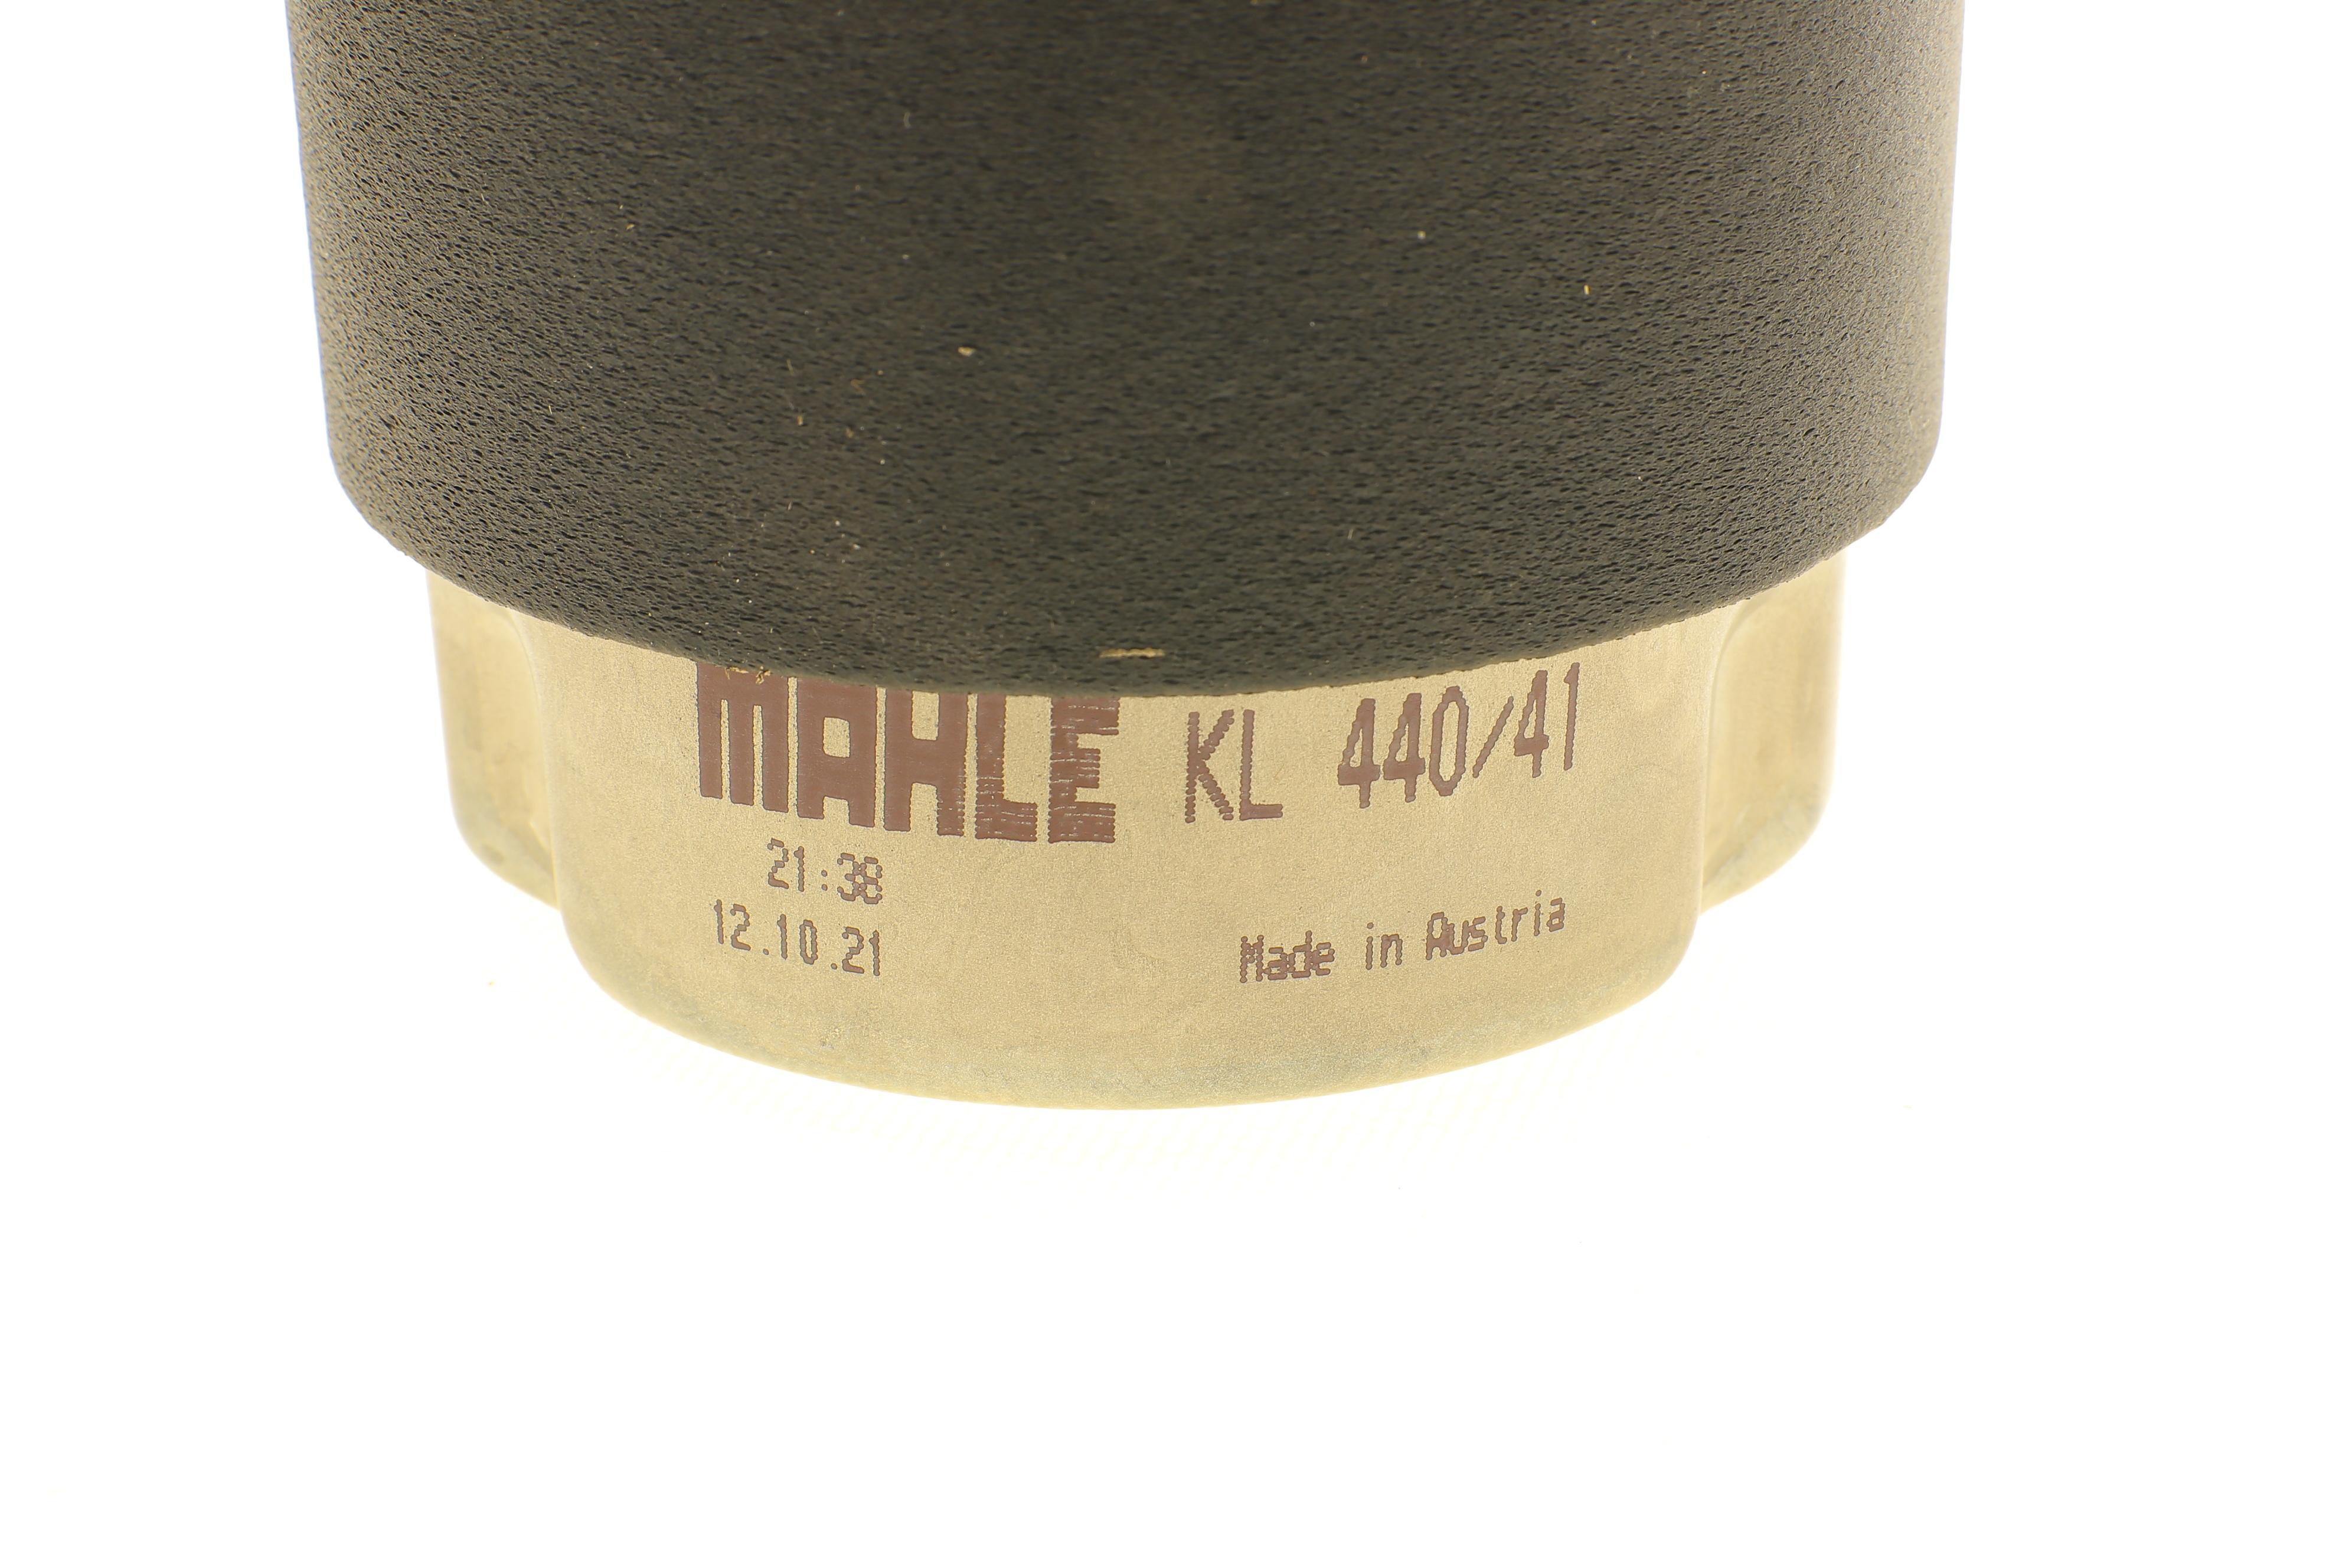 MAHLE KL 440/41
21:38
12.10.21
Made in Austria